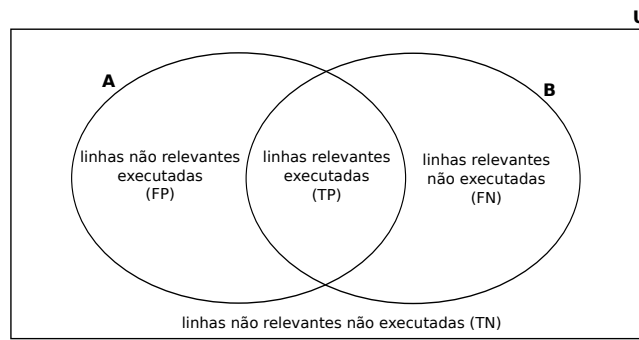 U
A
B
linhas não relevantes
executadas
(FP)
linhas relevantes
executadas
(TP)
linhas relevantes
não executadas
(FN)
linhas não relevantes não executadas (TN)